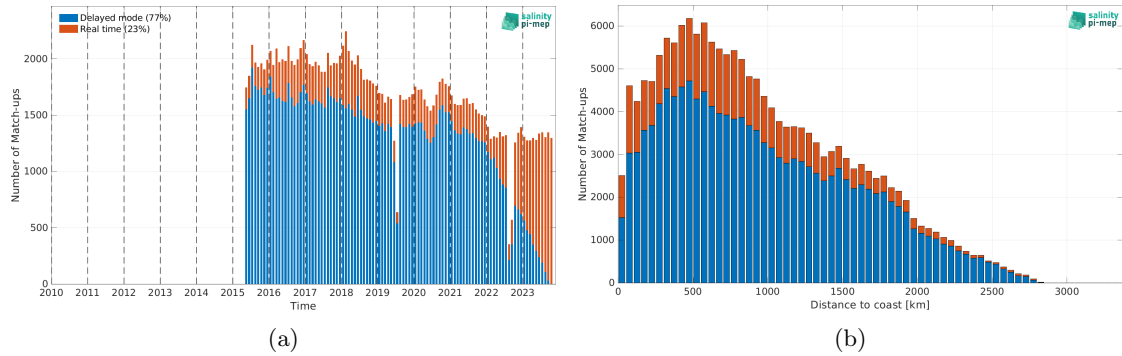 Delayed mode (77%)
Real time (23%)
salinity
pi-mep
Number of Match-ups
2000
1500
1000
500
0
2010 2011 2012 2013 2014 2015 2016 2017 2018 2019 2020 2021 2022 2023
Time
(a)
salinity
pi-mep
Number of Match-ups
6000
5000
4000
3000
2000
1000
0
0 500 1000 1500 2000 2500 3000
Distance to coast [km]
(b)